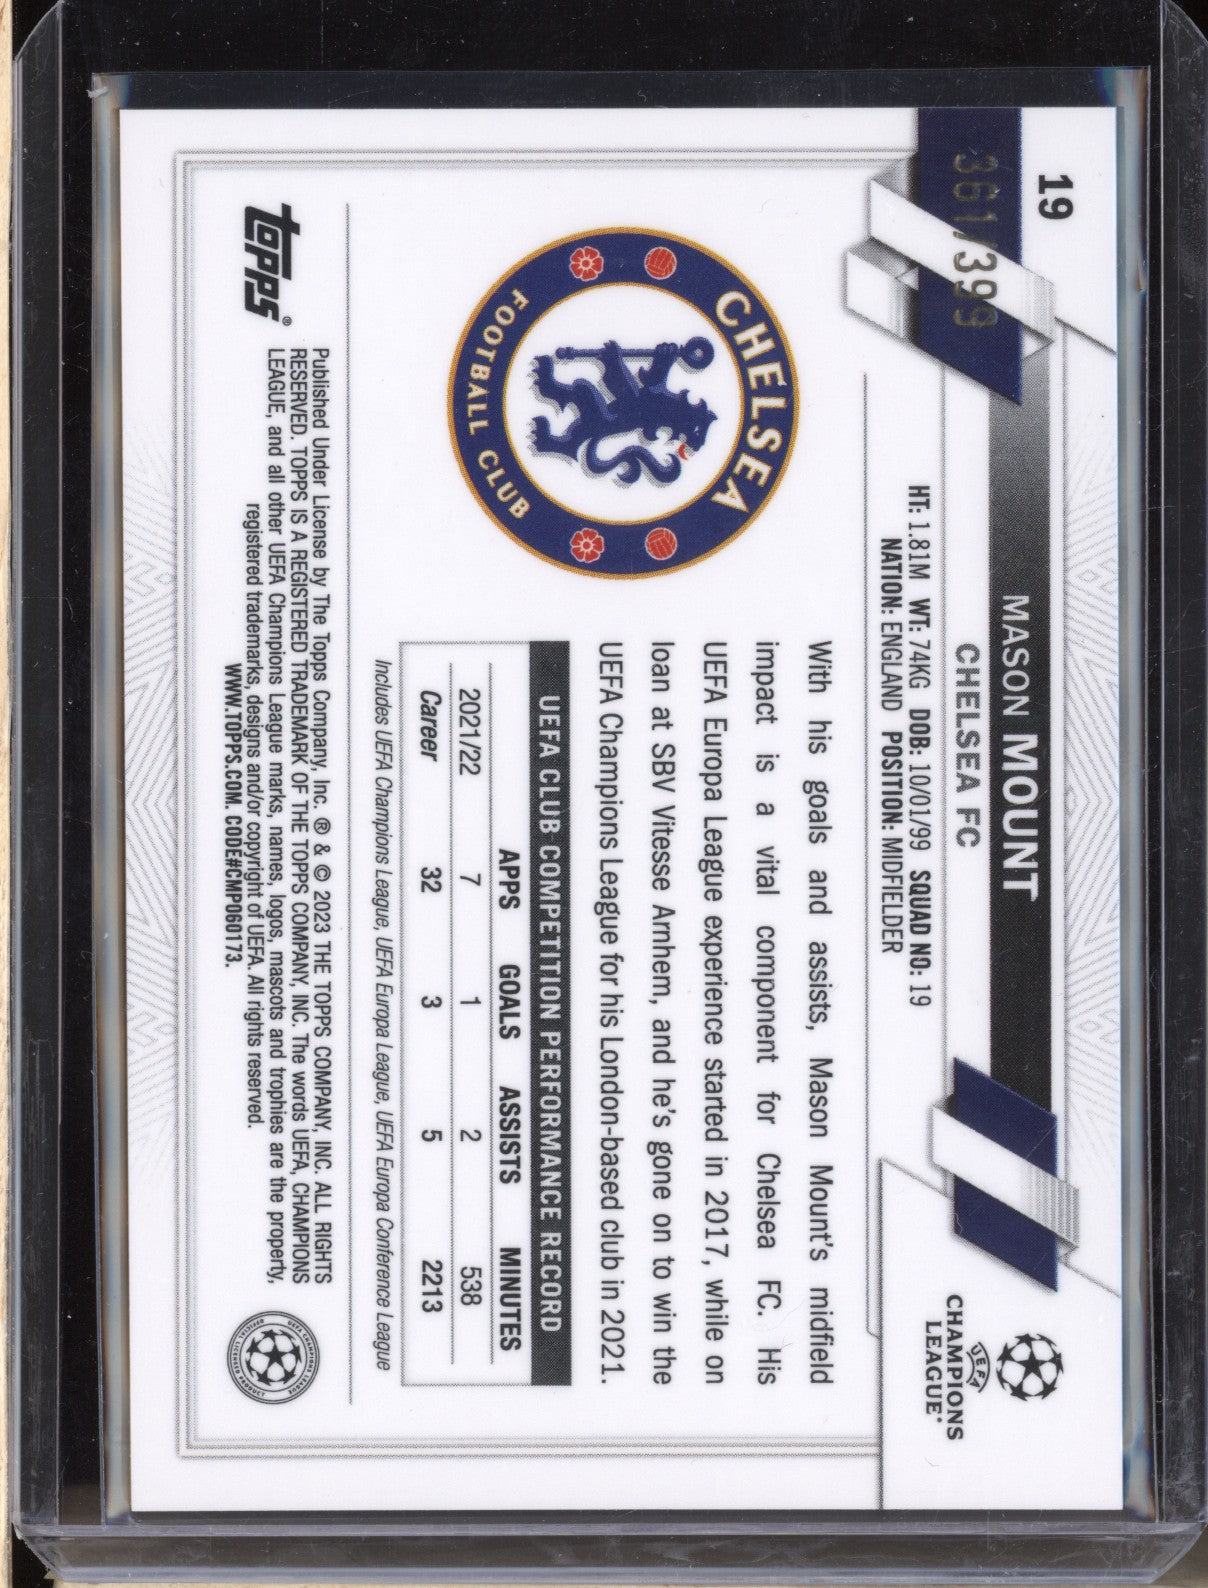 19
361/399
MASON MOUNT
CHELSEA FC
HT: 1.81M WT: 74KG DOB: 10/01/99 SQUAD NO: 19
NATION: ENGLAND POSITION: MIDFIELDER
UEFA
CHAMPIONS
LEAGUE®
CHELSEA
FOOTBALL CLUB
With his goals and assists, Mason Mount's midfield
impact is a vital component for Chelsea FC. His
UEFA Europa League experience started in 2017, while on
loan at SBV Vitesse Arnhem, and he's gone on to win the
UEFA Champions League for his London-based club in 2021.
UEFA CLUB COMPETITION PERFORMANCE RECORD
APPS GOALS ASSISTS MINUTES
2021/22 7 1 2 538
Career 32 3 5 2213
Includes UEFA Champions League, UEFA Europa League, UEFA Europa Conference League
Topps®
Published Under License by The Topps Company, Inc. ® & © 2023 THE TOPPS COMPANY, INC. ALL RIGHTS
RESERVED. TOPPS IS A REGISTERED TRADEMARK OF THE TOPPS COMPANY, INC. The words UEFA, CHAMPIONS
LEAGUE, and all other UEFA Champions League marks, names, logos, mascots and trophies are the property,
registered trademarks, designs and/or copyright of UEFA. All rights reserved.
WWW.TOPPS.COM. CODE#CMP060173.
UEFA CHAMPIONS LEAGUE
OFFICIAL LICENSED PRODUCT